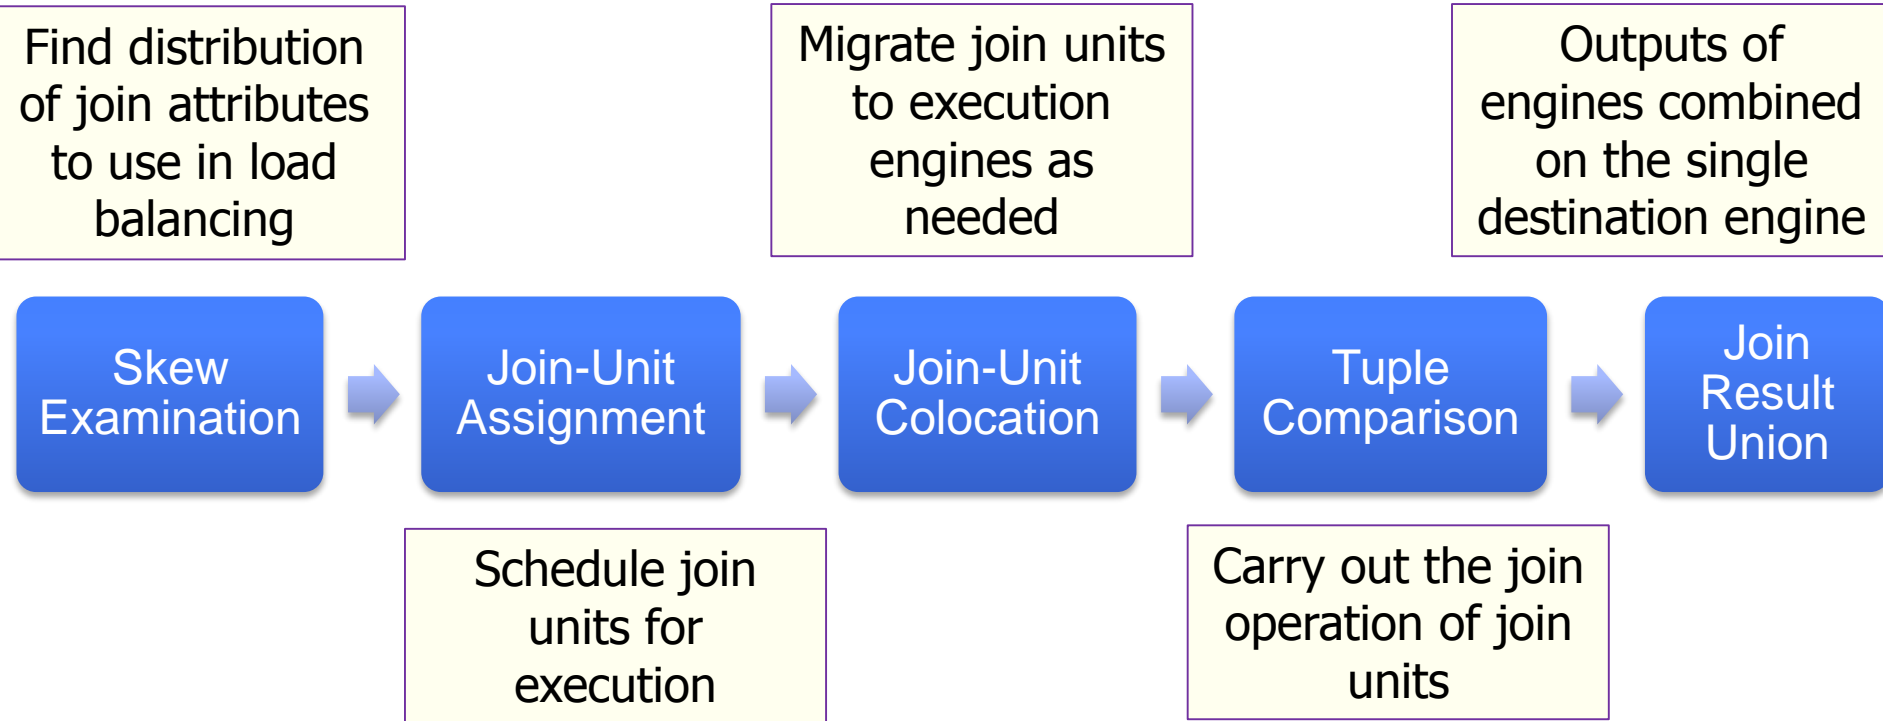 Find distribution
of join attributes
to use in load
balancing
Migrate join units
to execution
engines as
needed
Outputs of
engines combined
on the single
destination engine
Skew
Examination
Join-Unit
Assignment
Join-Unit
Colocation
Tuple
Comparison
Join
Result
Union
Schedule join
units for
execution
Carry out the join
operation of join
units